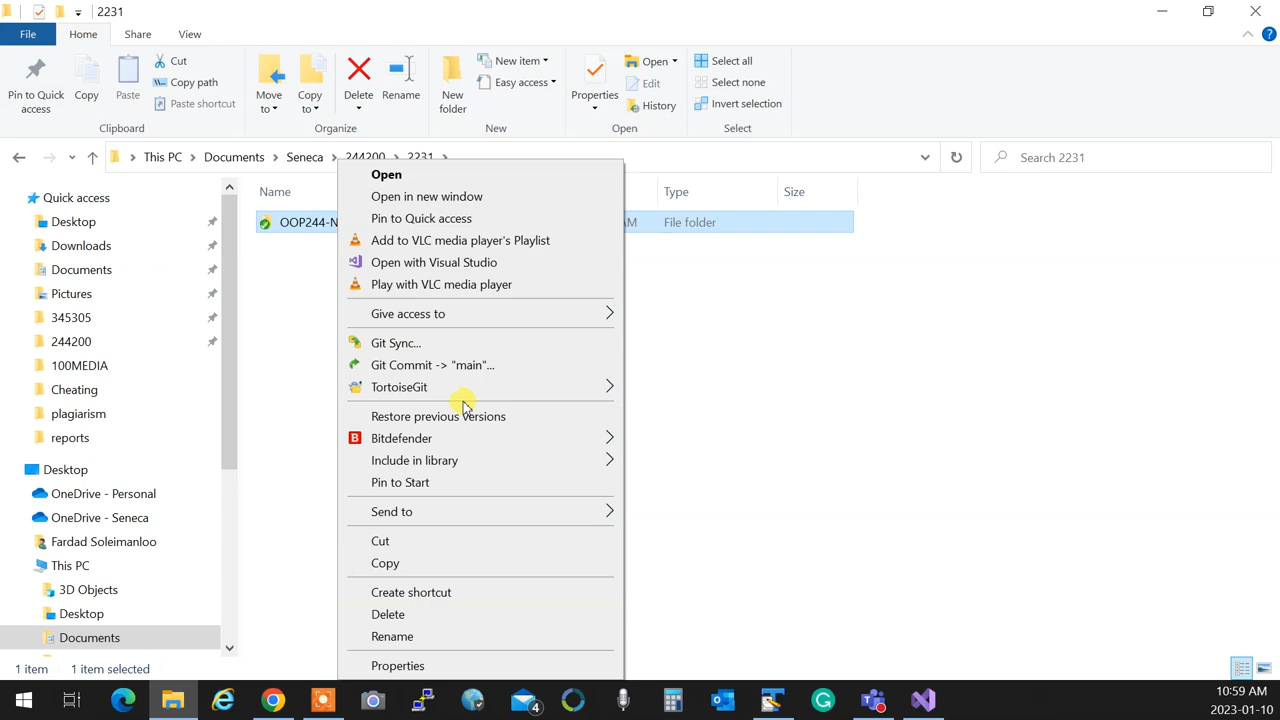 2231
File
Home
Share
View
Pin to Quick access
Copy
Paste
Cut
Copy path
Paste shortcut
Clipboard
Move to
Copy to
Delete
Rename
Organize
New folder
New item
Easy access
New
Properties
Open
Edit
History
Open
Select all
Select none
Invert selection
Select
This PC
Documents
Seneca
244200
2231
Search 2231
Quick access
Desktop
Downloads
Documents
Pictures
345305
244200
100MEDIA
Cheating
plagiarism
reports
Desktop
OneDrive - Personal
OneDrive - Seneca
Fardad Soleimanloo
This PC
3D Objects
Desktop
Documents
Name
Type
Size
OOP244-N
AM
File folder
Open
Open in new window
Pin to Quick access
Add to VLC media player's Playlist
Open with Visual Studio
Play with VLC media player
Give access to
Git Sync...
Git Commit -> "main"...
TortoiseGit
Restore previous versions
B
Bitdefender
Include in library
Pin to Start
Send to
Cut
Copy
Create shortcut
Delete
Rename
Properties
1 item
1 item selected
4
10:59 AM
2023-01-10